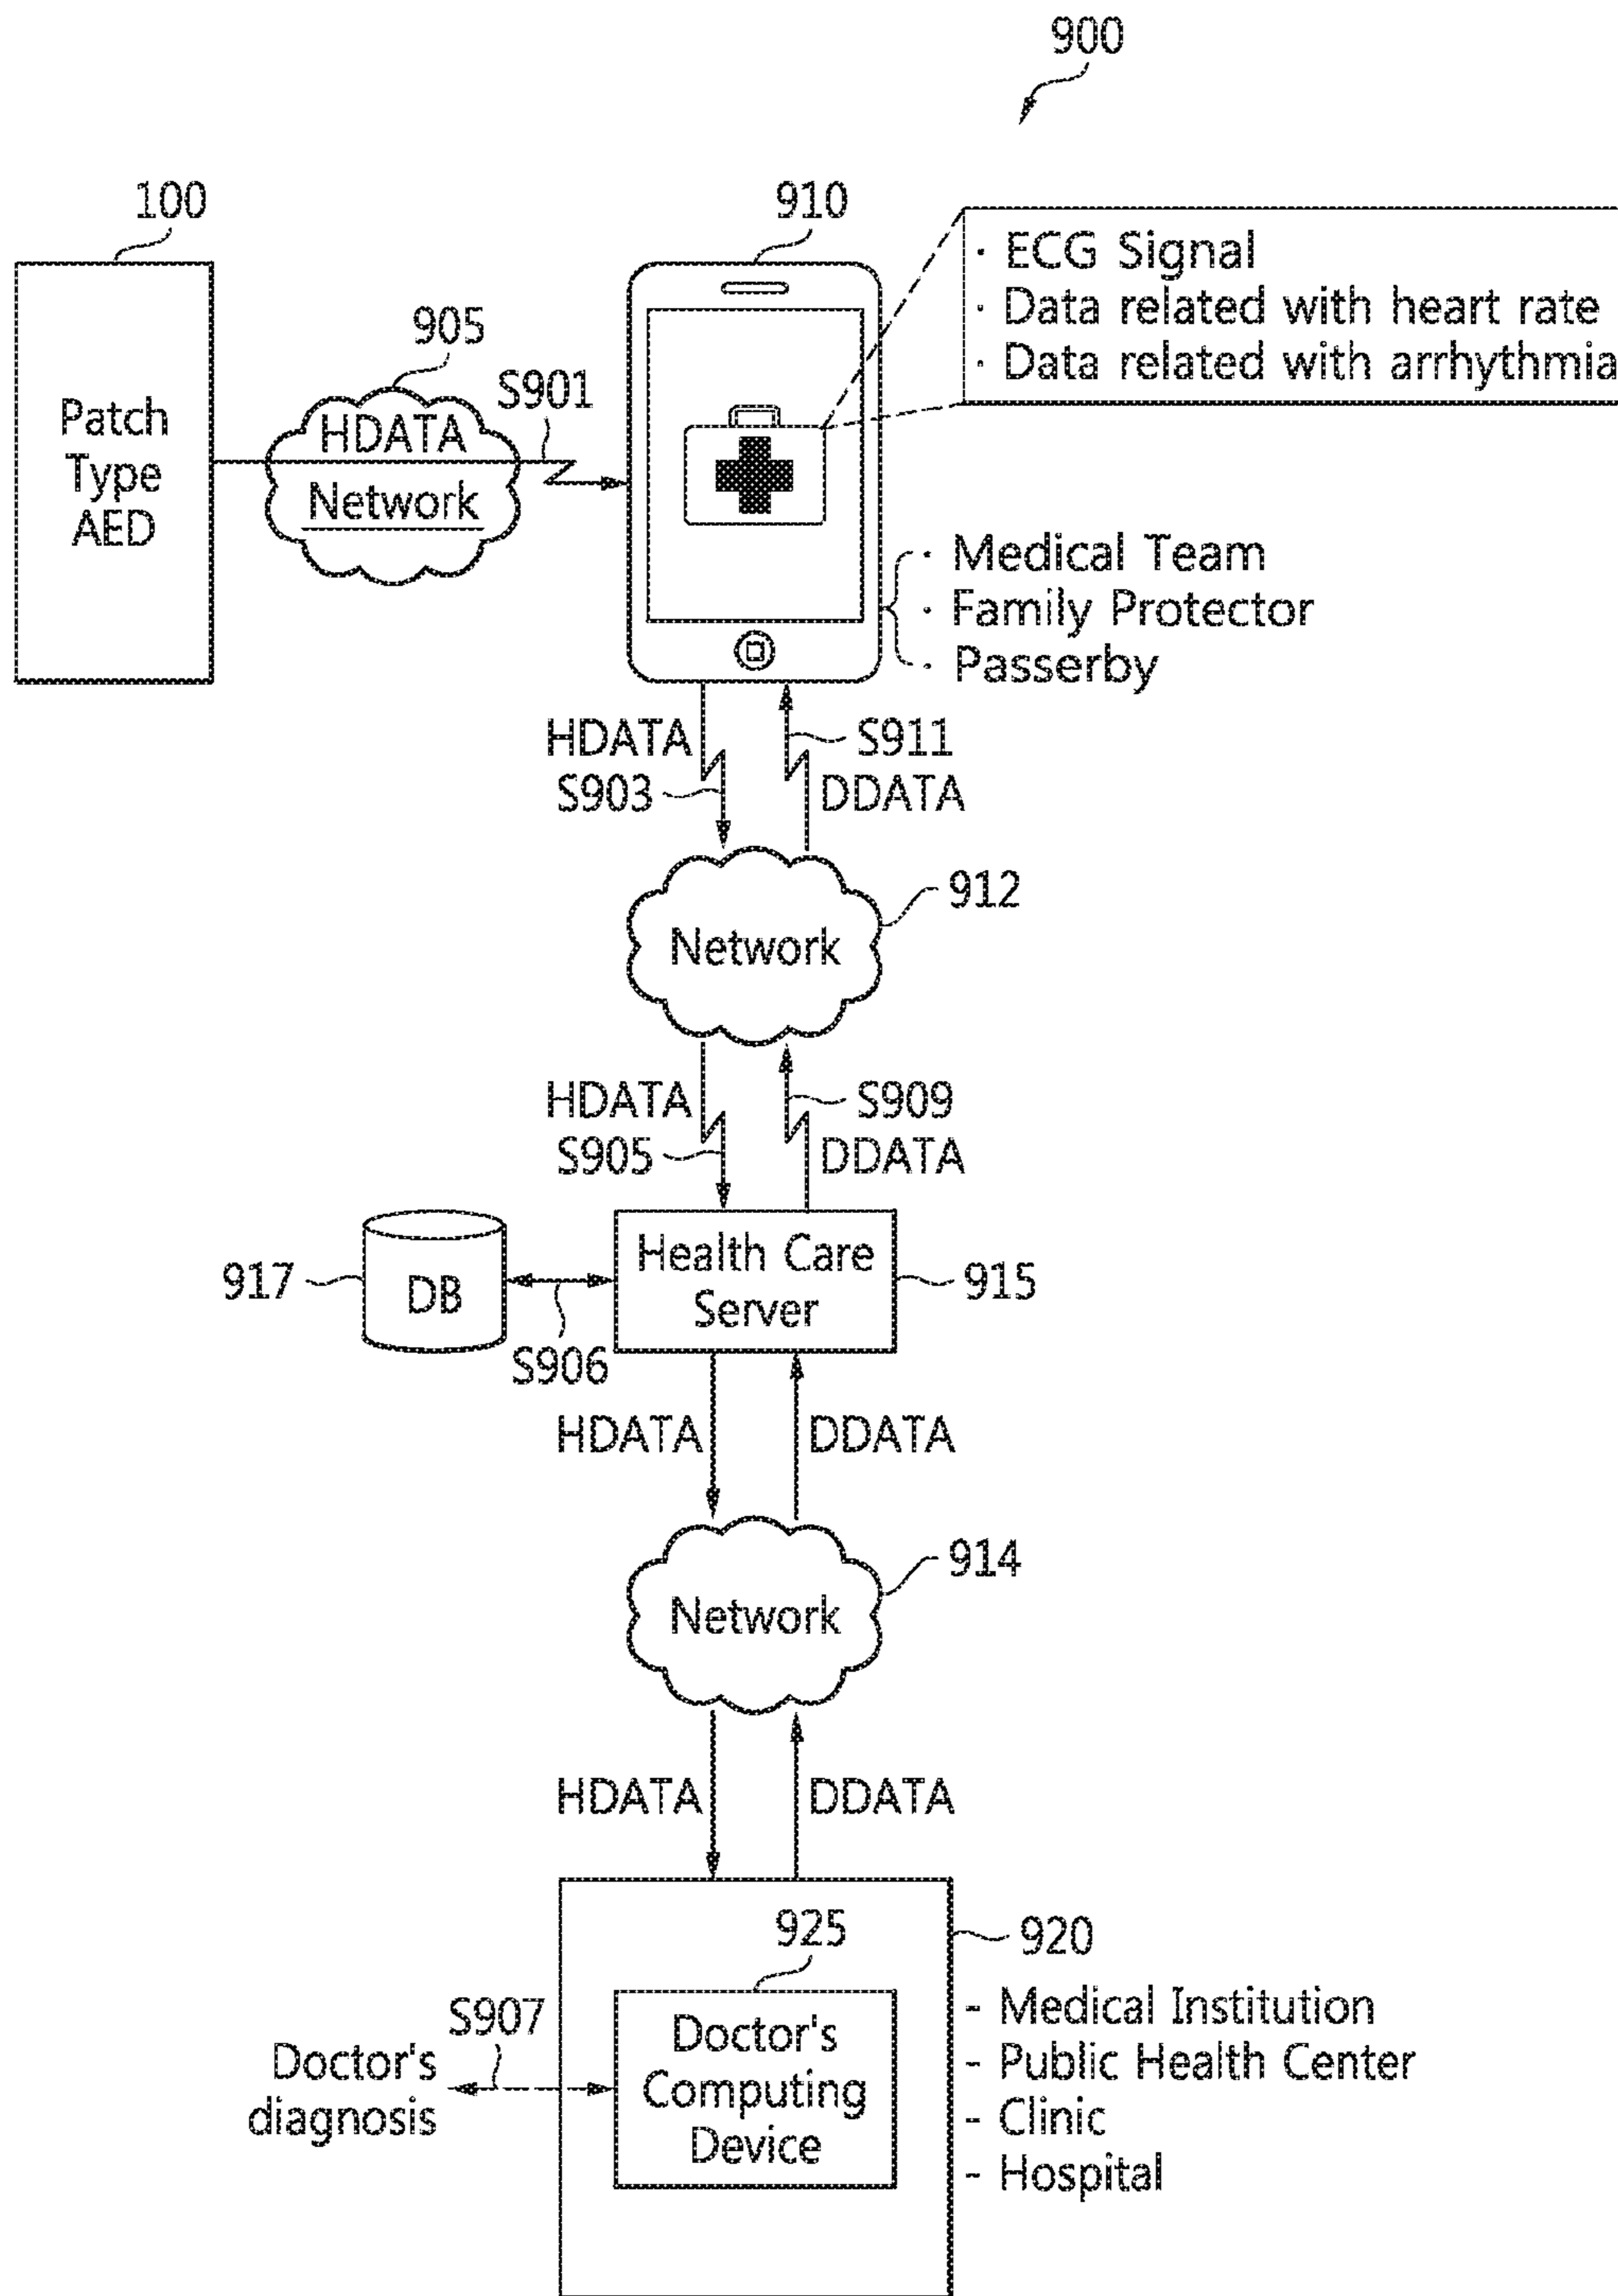 900
100
910
· ECG Signal
· Data related with heart rate
· Data related with arrhythmia
905
S901
HDATA
Network
Patch
Type
AED
· Medical Team
· Family Protector
· Passerby
HDATA
S903
S911
DDATA
912
Network
HDATA
S905
S909
DDATA
917
DB
S906
Health Care
Server
915
HDATA
DDATA
914
Network
HDATA
DDATA
925
920
S907
Doctor's
diagnosis
Doctor's
Computing
Device
- Medical Institution
- Public Health Center
- Clinic
- Hospital